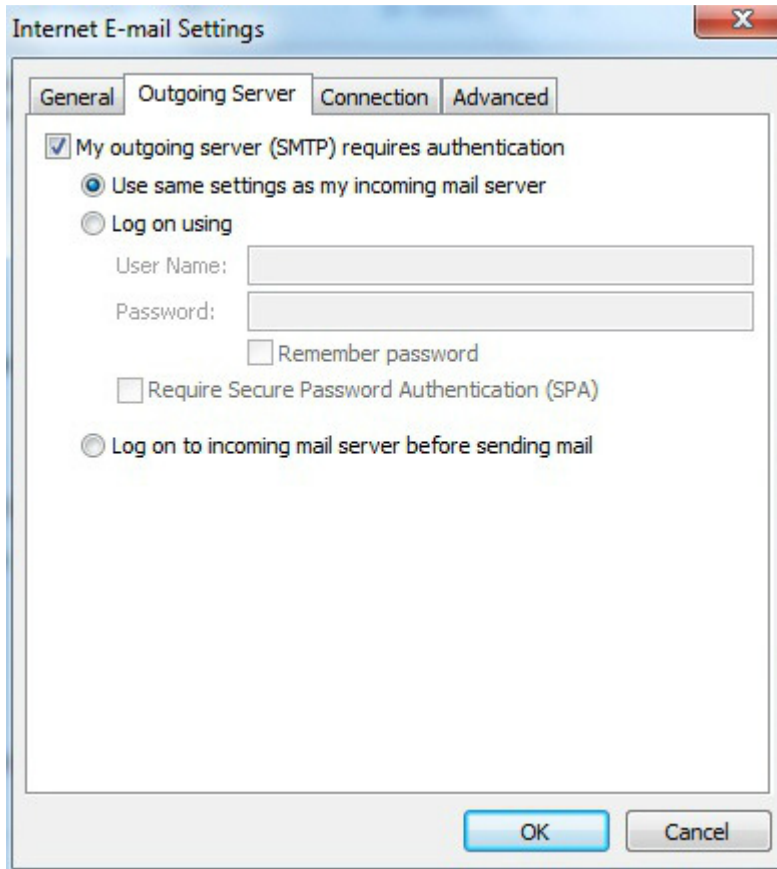 Internet E-mail Settings
x
General Outgoing Server Connection Advanced
My outgoing server (SMTP) requires authentication
Use same settings as my incoming mail server
Log on using
User Name:
Password:
Remember password
Require Secure Password Authentication (SPA)
Log on to incoming mail server before sending mail
OK Cancel